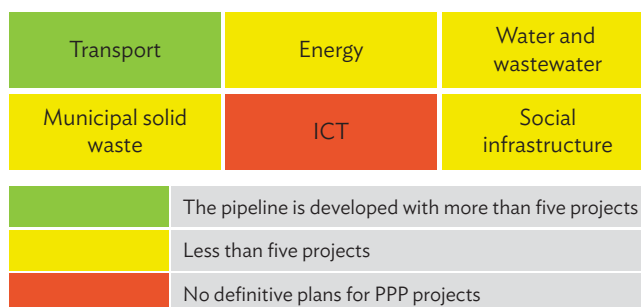 Transport
Energy
Water and
wastewater
Municipal solid
waste
ICT
Social
infrastructure
The pipeline is developed with more than five projects
Less than five projects
No definitive plans for PPP projects